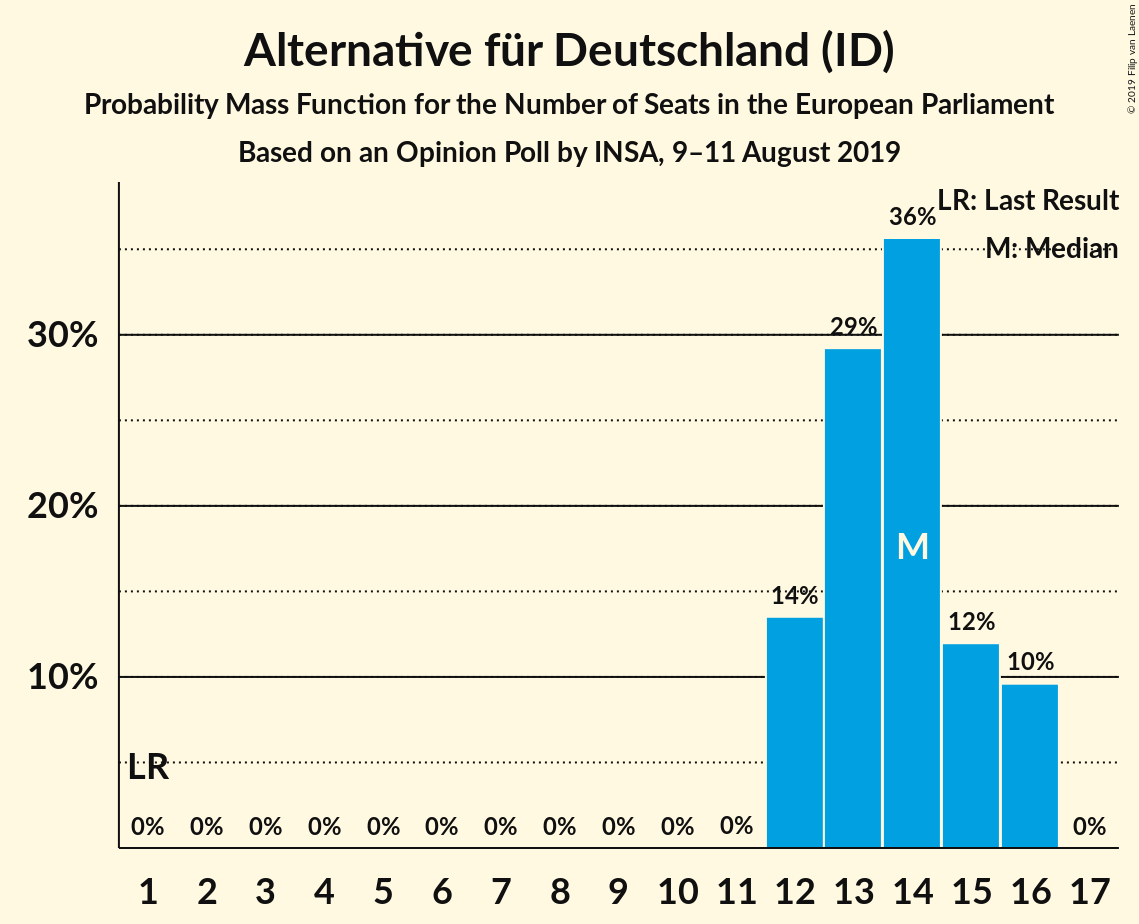 Alternative für Deutschland (ID)
Probability Mass Function for the Number of Seats in the European Parliament
Based on an Opinion Poll by INSA, 9–11 August 2019
© 2019 Filip van Laenen
LR: Last Result
M: Median
36%
30%
29%
20%
M
14%
12%
10%
10%
LR
0% 0% 0% 0% 0% 0% 0% 0% 0% 0% 0% 0%
1 2 3 4 5 6 7 8 9 10 11 12 13 14 15 16 17